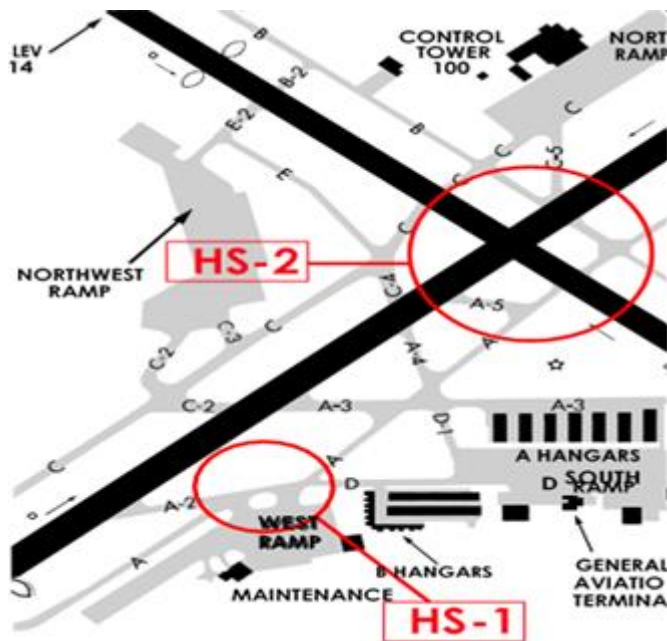 LEV
14
CONTROL
TOWER
100
NORT
RAMP
B
B-2
B
E-2
E
C
C
C
C
C-5
HS-2
NORTHWEST
RAMP
C-4
A-5
A
A-4
C-3
C
C-2
C-2
A-3
A-3
D-1
A HANGARS
SOUTH
RAMP
C
A
D
D
A-2
WEST
RAMP
A
B HANGARS
MAINTENANCE
GENERAL
AVIATIO
TERMINA
HS-1